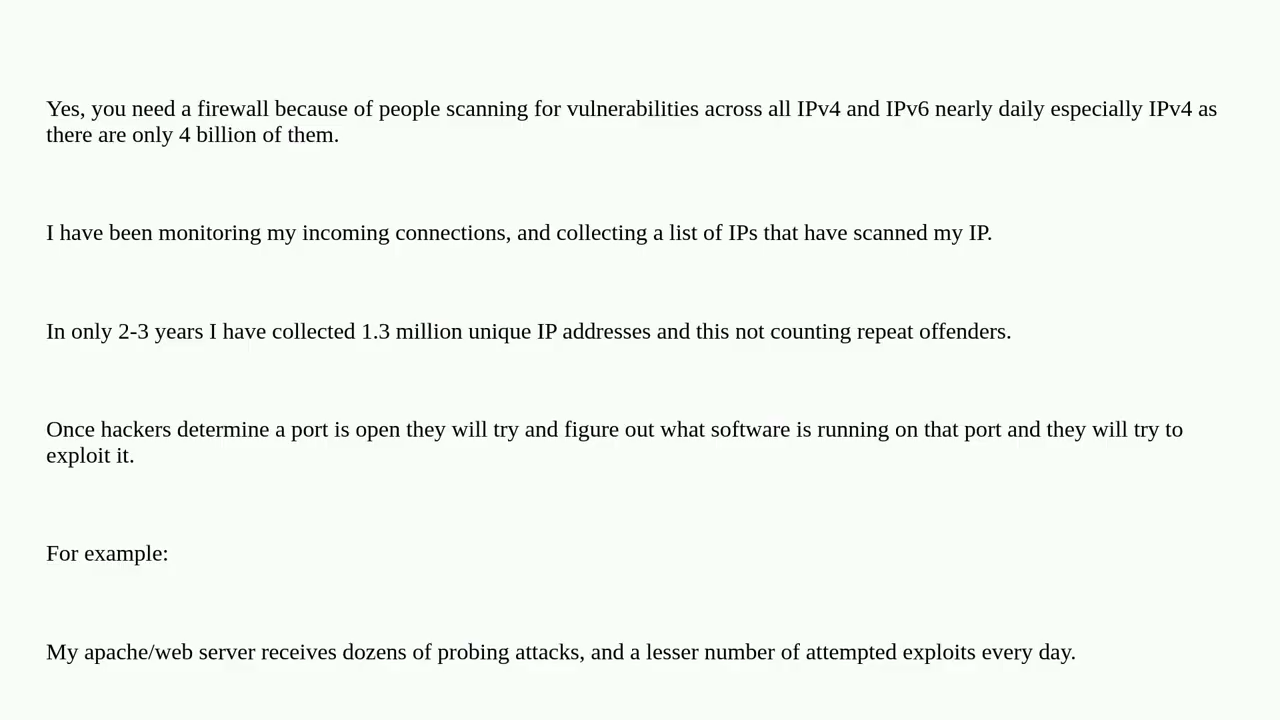 Yes, you need a firewall because of people scanning for vulnerabilities across all IPv4 and IPv6 nearly daily especially IPv4 as
there are only 4 billion of them.
I have been monitoring my incoming connections, and collecting a list of IPs that have scanned my IP.
In only 2-3 years I have collected 1.3 million unique IP addresses and this not counting repeat offenders.
Once hackers determine a port is open they will try and figure out what software is running on that port and they will try to
exploit it.
For example:
My apache/web server receives dozens of probing attacks, and a lesser number of attempted exploits every day.